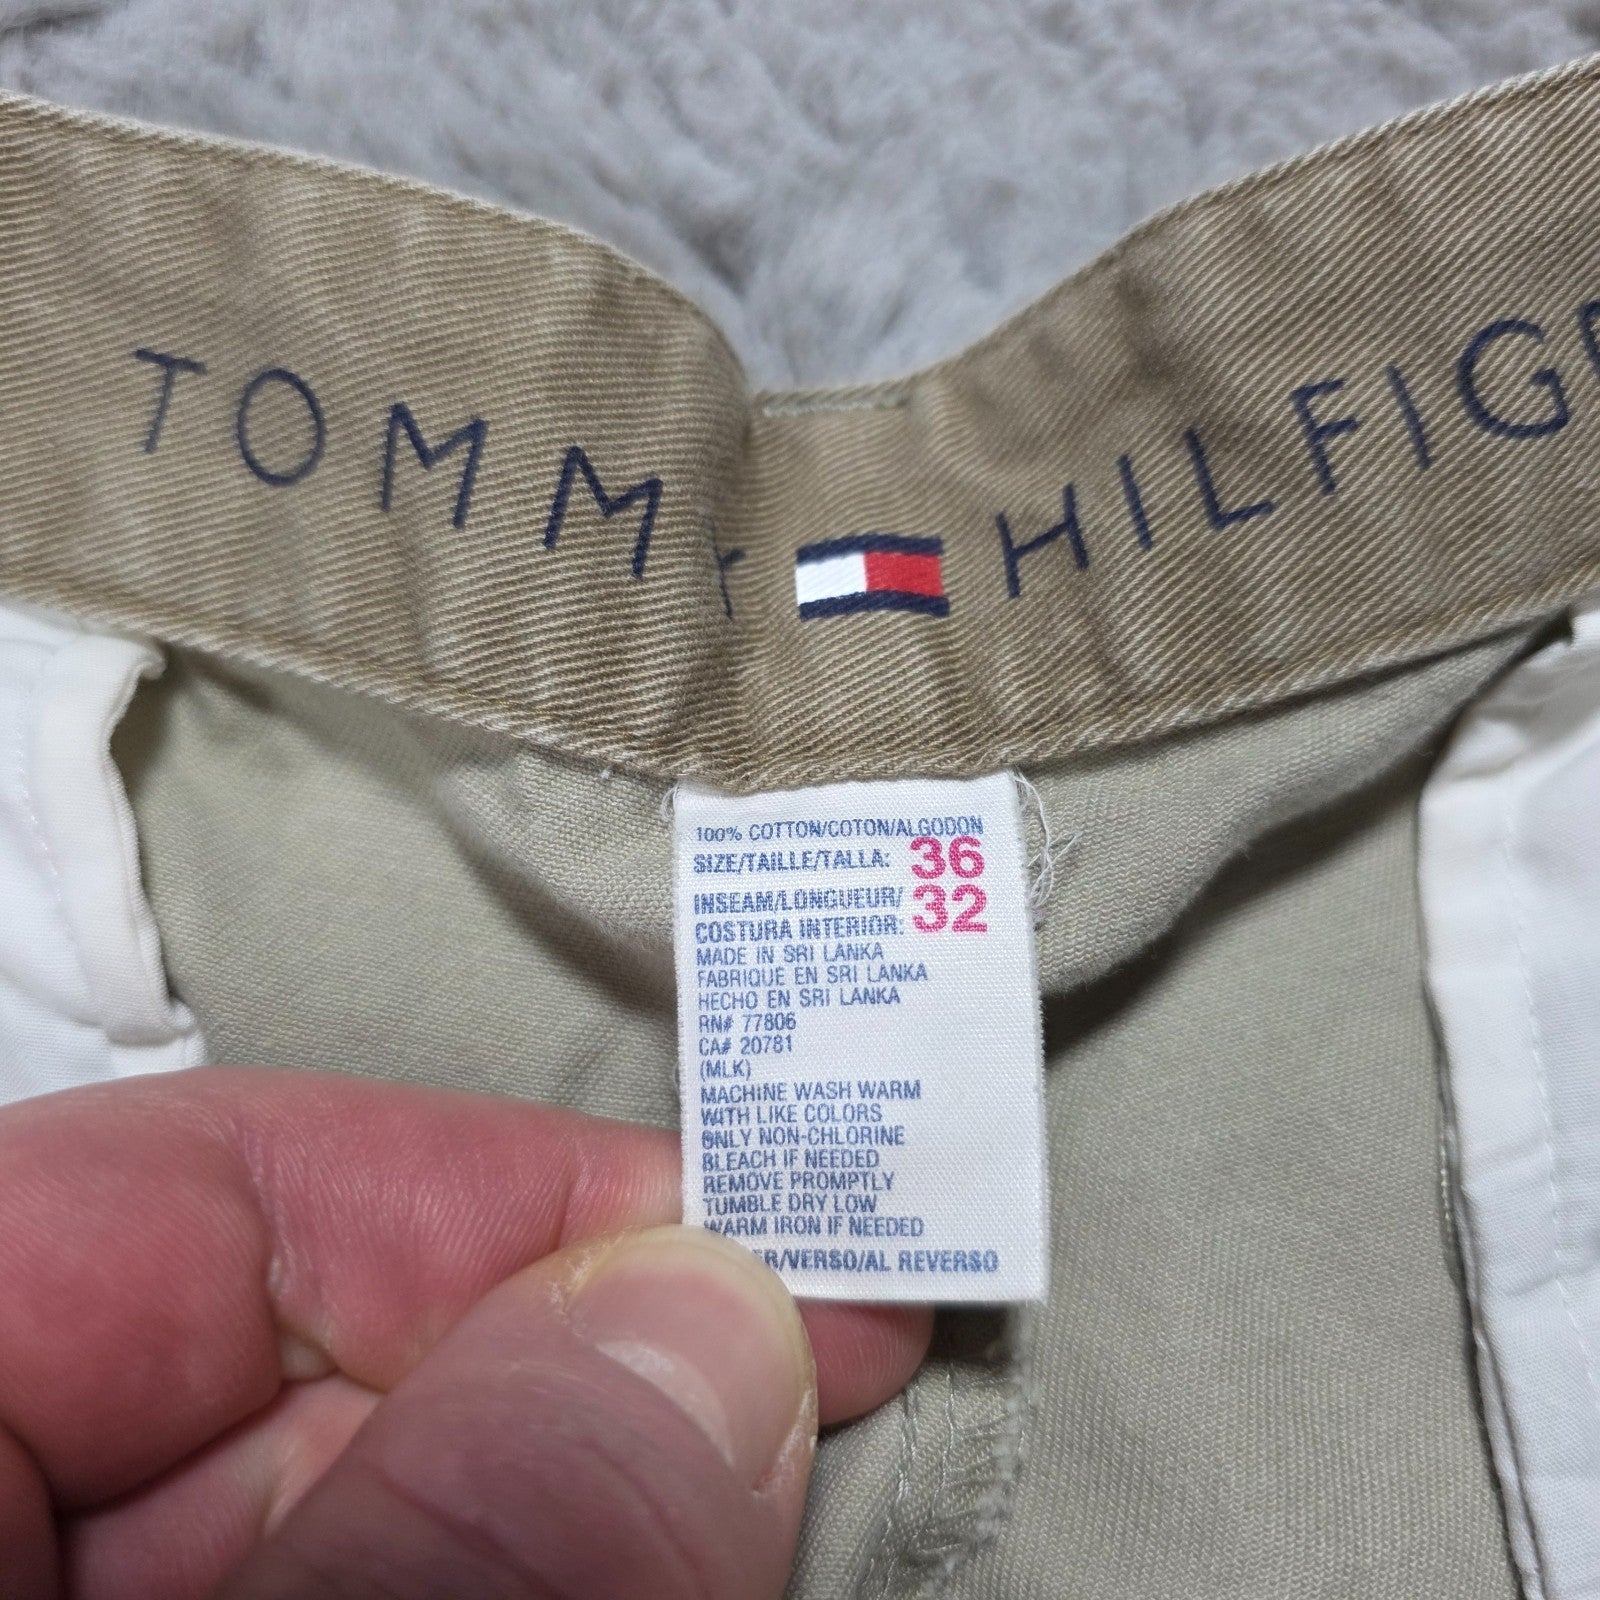 TOMMY HILFIG
100% COTTON/COTON/ALGODON
SIZE/TAILLE/TALLA: 36
INSEAM/LONGUEUR/ 32
COSTURA INTERIOR:
MADE IN SRI LANKA
FABRIQUE EN SRI LANKA
HECHO EN SRI LANKA
RN# 77806
CA# 20781
(MLK)
MACHINE WASH WARM
WITH LIKE COLORS
ONLY NON-CHLORINE
BLEACH IF NEEDED
REMOVE PROMPTLY
TUMBLE DRY LOW
WARM IRON IF NEEDED
ER/VERSO/AL REVERSO